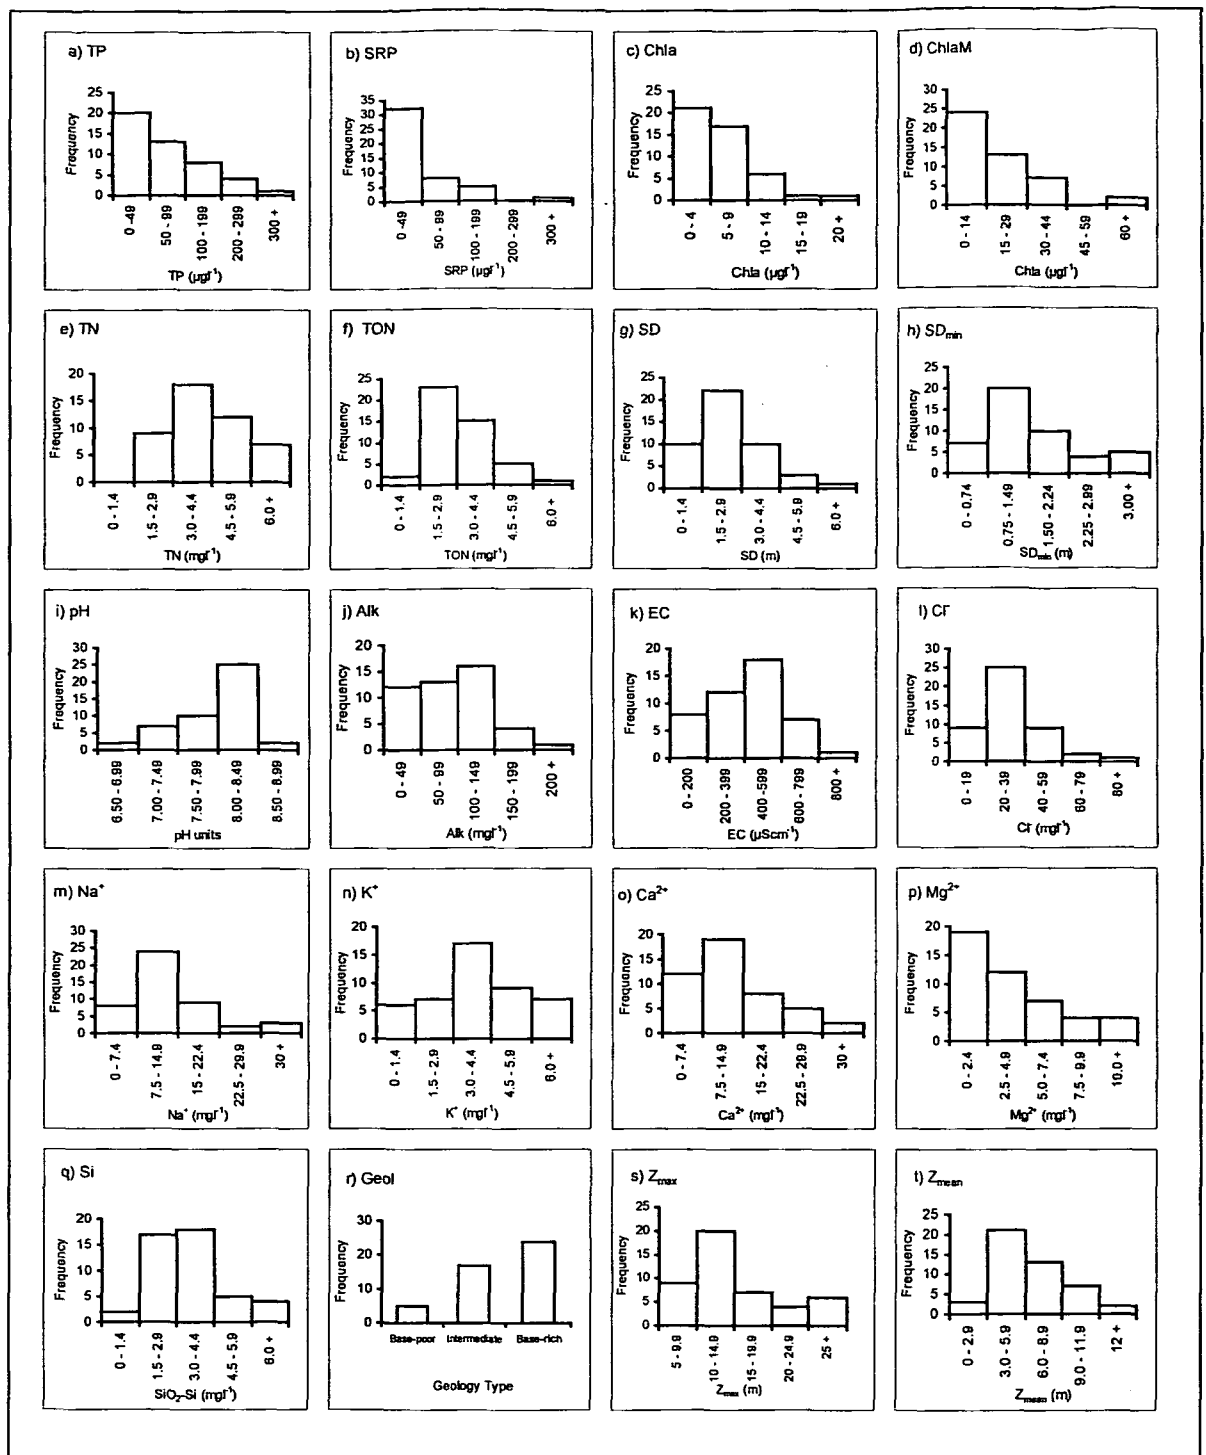 a) TP
Frequency
25
20
15
10
5
0
0-49
50 - 99
100 - 199
200 - 299
300 +
TP (µgl⁻¹)
b) SRP
Frequency
35
30
25
20
15
10
5
0
0 -49
50 - 99
100 - 199
200 - 299
300 +
SRP (µgl⁻¹)
c) Chla
Frequency
25
20
15
10
5
0
0 - 4
5 - 9
10 - 14
15 - 19
20 +
Chla (µgl⁻¹)
d) ChlaM
Frequency
30
25
20
15
10
5
0
0 - 14
15 - 29
30 - 44
45 - 59
60 +
Chla (µgl⁻¹)
e) TN
Frequency
20
15
10
5
0
0 - 1.4
1.5 - 2.9
3.0 - 4.4
4.5 - 5.9
6.0 +
TN (mgl⁻¹)
f) TON
Frequency
25
20
15
10
5
0
0 - 1.4
1.5 - 2.9
3.0 - 4.4
4.5 - 5.9
6.0 +
TON (mgl⁻¹)
g) SD
Frequency
25
20
15
10
5
0
0 - 1.4
1.5 - 2.9
3.0 - 4.4
4.5 - 5.9
6.0 +
SD (m)
h) SDmin
Frequency
25
20
15
10
5
0
0 - 0.74
0.75 - 1.49
1.50 - 2.24
2.25 - 2.99
3.00 +
SDmin (m)
i) pH
Frequency
30
25
20
15
10
5
0
6.50 - 6.99
7.00 - 7.49
7.50 - 7.99
8.00 - 8.49
8.50 - 8.99
pH units
j) Alk
Frequency
20
15
10
5
0
0 - 49
50 - 99
100 - 149
150 - 199
200 +
Alk (mgl⁻¹)
k) EC
Frequency
20
15
10
5
0
0 - 200
200 - 399
400 -599
600 - 799
800 +
EC (µScm⁻¹)
l) Cl⁻
Frequency
30
25
20
15
10
5
0
0 - 19
20 - 39
40 - 59
60 - 79
80 +
Cl⁻ (mgl⁻¹)
m) Na⁺
Frequency
30
25
20
15
10
5
0
0 - 7.4
7.5 - 14.9
15 - 22.4
22.5 - 29.9
30 +
Na⁺ (mgl⁻¹)
n) K⁺
Frequency
20
15
10
5
0
0 - 1.4
1.5 - 2.9
3.0 - 4.4
4.5 - 5.9
6.0 +
K⁺ (mgl⁻¹)
o) Ca²⁺
Frequency
20
15
10
5
0
0 - 7.4
7.5 - 14.9
15 - 22.4
22.5 - 29.9
30 +
Ca²⁺ (mgl⁻¹)
p) Mg²⁺
Frequency
20
15
10
5
0
0 - 2.4
2.5 - 4.9
5.0 - 7.4
7.5 - 9.9
10.0 +
Mg²⁺ (mgl⁻¹)
q) Si
Frequency
20
15
10
5
0
0 - 1.4
1.5 - 2.9
3.0 - 4.4
4.5 - 5.9
6.0 +
SiO₂-Si (mgl⁻¹)
r) Geol
Frequency
30
20
10
0
Base-poor Intermediate Base-rich
Geology Type
s) Zmax
Frequency
25
20
15
10
5
0
5 - 9.9
10 - 14.9
15 - 19.9
20 - 24.9
25 +
Zmax (m)
t) Zmean
Frequency
25
20
15
10
5
0
0 - 2.9
3.0 - 5.9
6.0 - 8.9
9.0 - 11.9
12 +
Zmean (m)